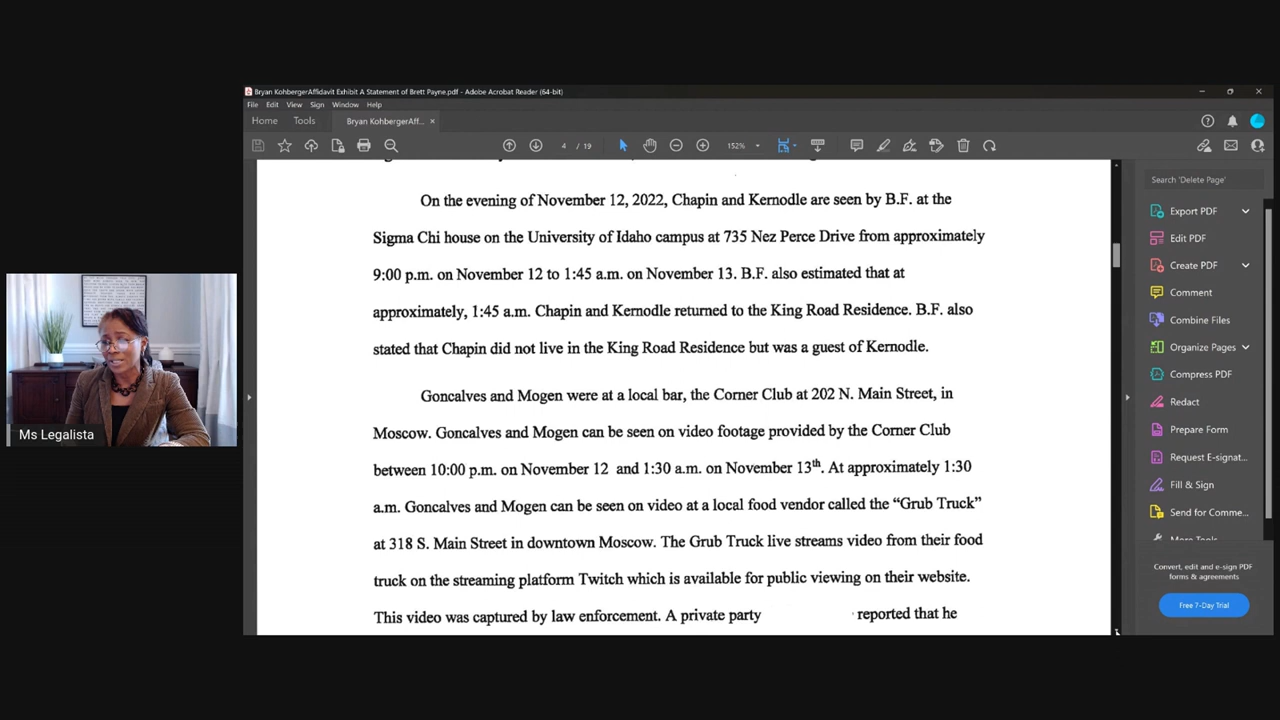 Bryan KohbergerAffidavit Exhibit A Statement of Brett Payne.pdf - Adobe Acrobat Reader (64-bit)
File Edit View Sign Window Help
Home Tools Bryan KohbergerAff... ×
4 / 19 152%
On the evening of November 12, 2022, Chapin and Kernodle are seen by B.F. at the
Sigma Chi house on the University of Idaho campus at 735 Nez Perce Drive from approximately
9:00 p.m. on November 12 to 1:45 a.m. on November 13. B.F. also estimated that at
approximately, 1:45 a.m. Chapin and Kernodle returned to the King Road Residence. B.F. also
stated that Chapin did not live in the King Road Residence but was a guest of Kernodle.
Goncalves and Mogen were at a local bar, the Corner Club at 202 N. Main Street, in
Moscow. Goncalves and Mogen can be seen on video footage provided by the Corner Club
between 10:00 p.m. on November 12 and 1:30 a.m. on November 13th. At approximately 1:30
a.m. Goncalves and Mogen can be seen on video at a local food vendor called the “Grub Truck”
at 318 S. Main Street in downtown Moscow. The Grub Truck live streams video from their food
truck on the streaming platform Twitch which is available for public viewing on their website.
This video was captured by law enforcement. A private party reported that he
Search 'Delete Page'
Export PDF
Edit PDF
Create PDF
Comment
Combine Files
Organize Pages
Compress PDF
Redact
Prepare Form
Request E-signat...
Fill & Sign
Send for Comme...
More Tools
Convert, edit and e-sign PDF
forms & agreements
Free 7-Day Trial
Ms Legalista